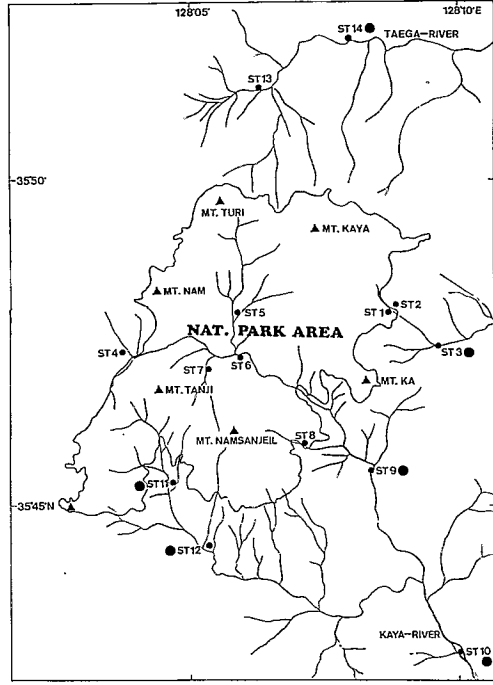 128°05'
128°10'E
ST14
TAEGA-RIVER
ST13
35°50'
MT. TURI
MT. KAYA
MT. NAM
ST5
ST1
ST2
NAT. PARK AREA
ST4
ST7
ST6
ST3
MT. TANJI
MT. KA
MT. NAMSANJEIL
ST8
ST9
ST11
35°45'N
ST12
KAYA-RIVER
ST10